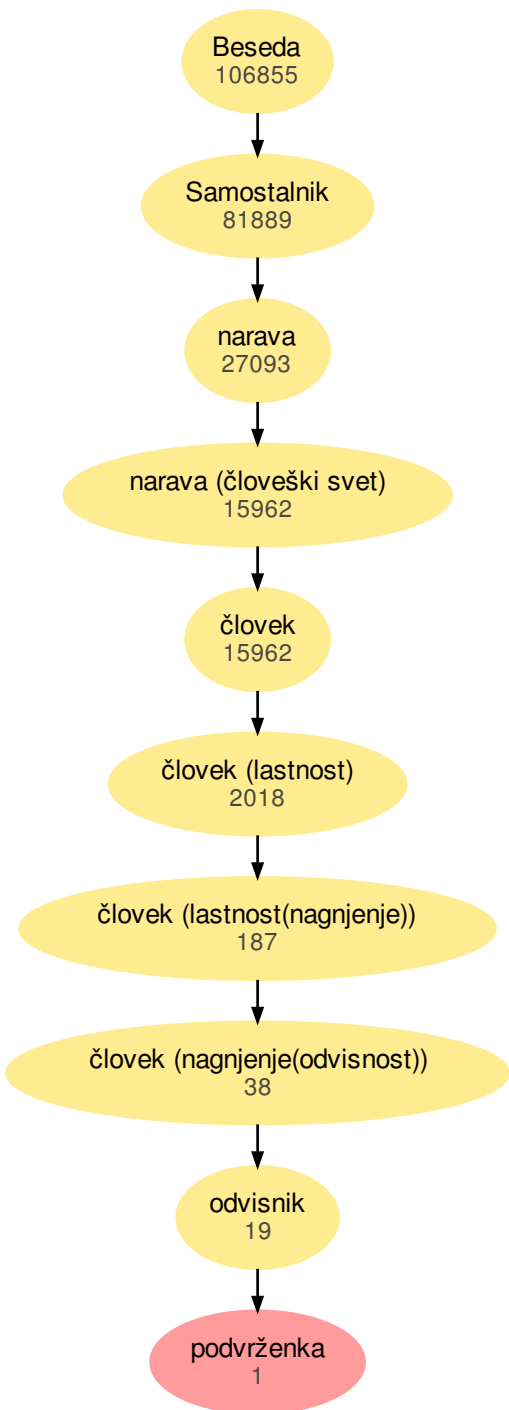 Beseda
106855
Samostalnik
81889
narava
27093
narava (človeški svet)
15962
človek
15962
človek (lastnost)
2018
človek (lastnost(nagnjenje))
187
človek (nagnjenje(odvisnost))
38
odvisnik
19
podvrženka
1